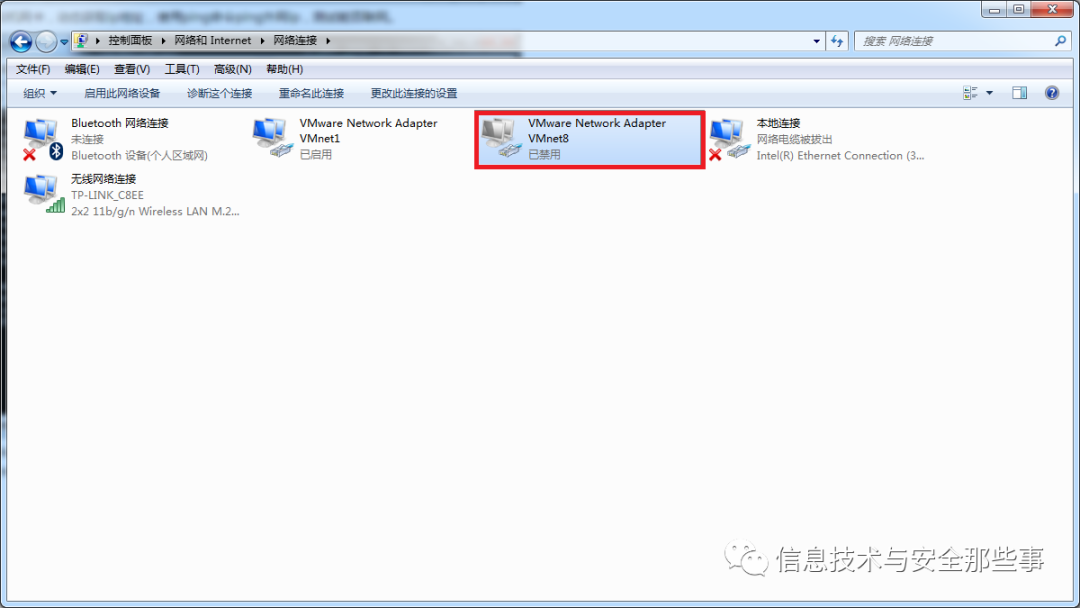 控制面板 网络和 Internet 网络连接
搜索 网络连接
文件(F) 编辑(E) 查看(V) 工具(T) 高级(N) 帮助(H)
组织 启用此网络设备 诊断这个连接 重命名此连接 更改此连接的设置
Bluetooth 网络连接
未连接
Bluetooth 设备(个人区域网)
VMware Network Adapter
VMnet1
已启用
VMware Network Adapter
VMnet8
已禁用
本地连接
网络电缆被拔出
Intel(R) Ethernet Connection (3...
无线网络连接
TP-LINK_C8EE
2x2 11b/g/n Wireless LAN M.2...
信息技术与安全那些事